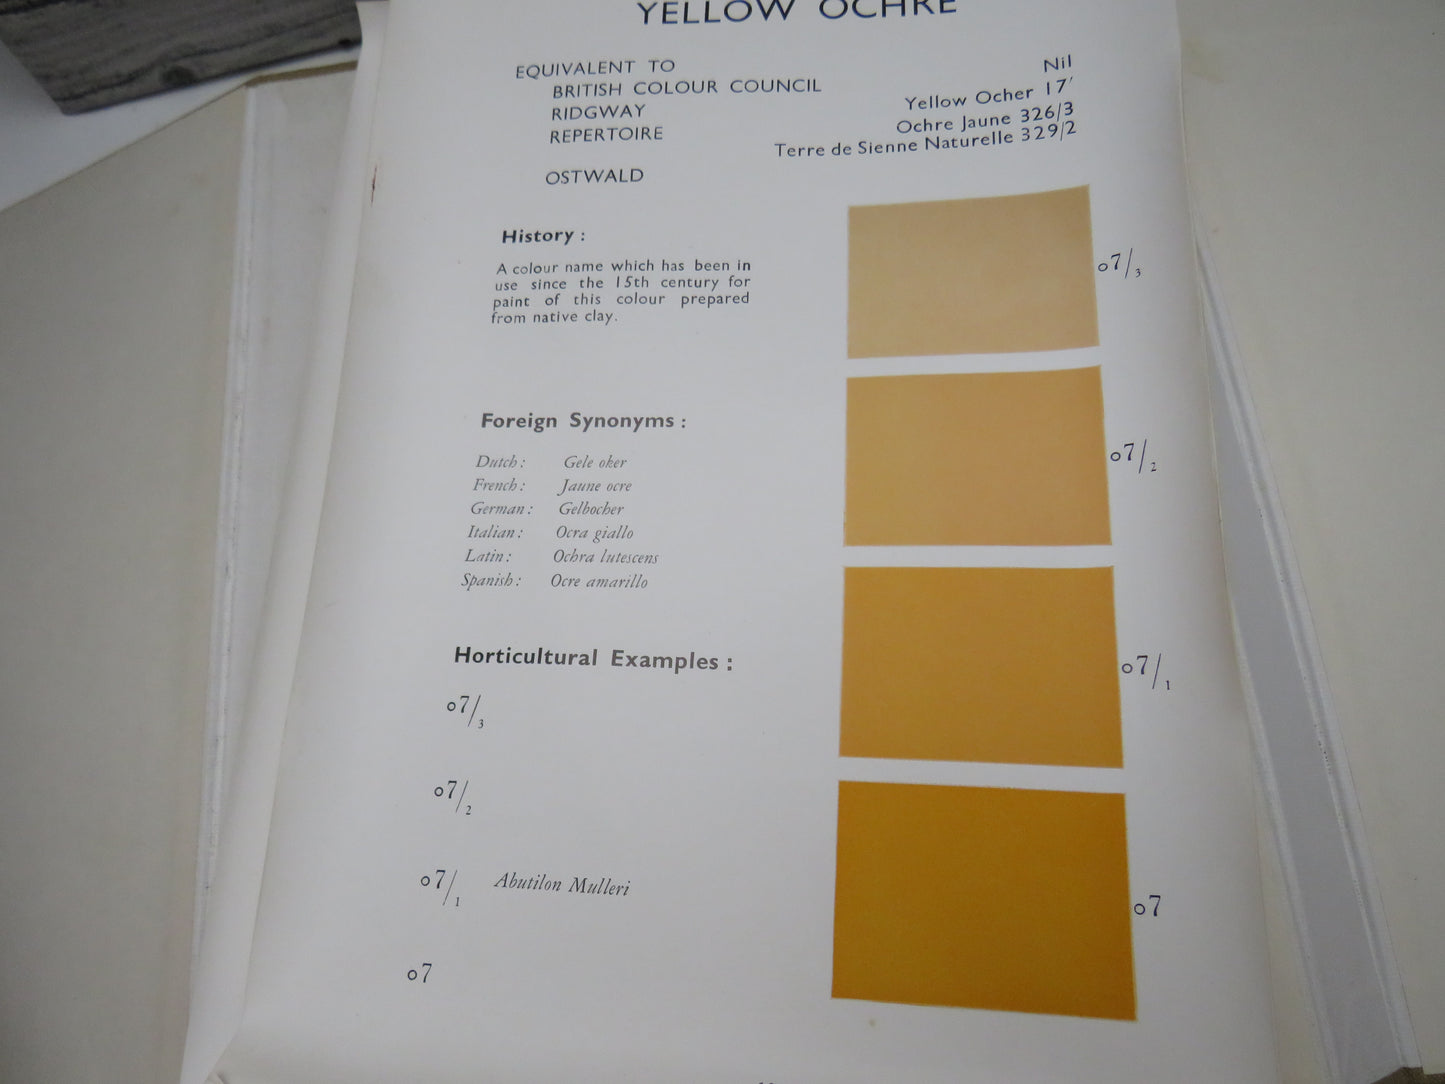 YELLOW OCHRE
EQUIVALENT TO
BRITISH COLOUR COUNCIL Nil
RIDGWAY Yellow Ocher 17′
REPERTOIRE Ochre Jaune 326/3
Terre de Sienne Naturelle 329/2
OSTWALD
History :
A colour name which has been in
use since the 15th century for
paint of this colour prepared
from native clay.
Foreign Synonyms :
Dutch : Gele oker
French : Jaune ocre
German : Gelbocher
Italian : Ocra giallo
Latin : Ochra lutescens
Spanish : Ocre amarillo
Horticultural Examples :
07/3
07/2
07/1 Abutilon Mulleri
07
07/3
07/2
07/1
07